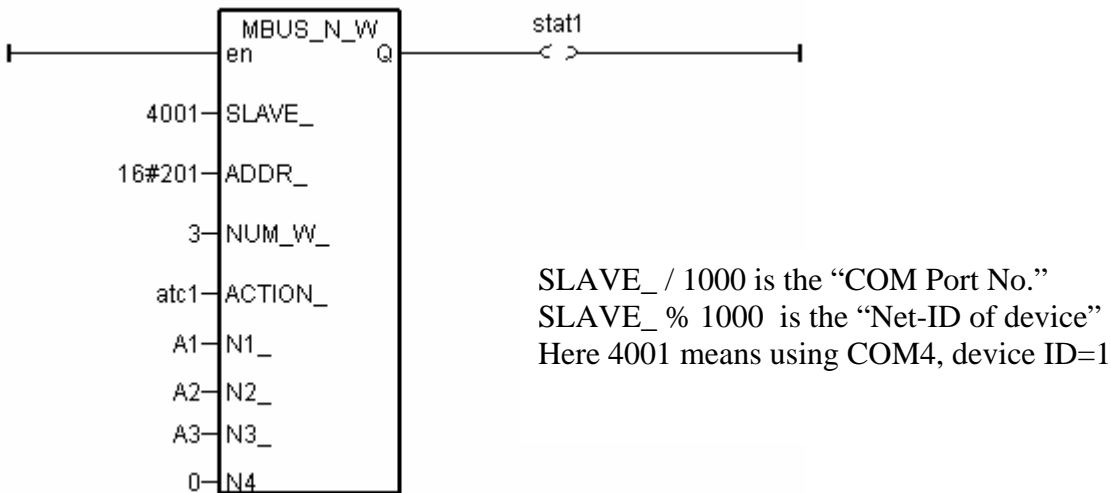 MBUS_N_W stat1
en Q
4001 SLAVE_
16#201 ADDR_
3 NUM_W_
SLAVE_ / 1000 is the “COM Port No.”
atc1 ACTION_
SLAVE_ % 1000 is the “Net-ID of device”
A1 N1_
Here 4001 means using COM4, device ID=1
A2 N2_
A3 N3_
0 N4